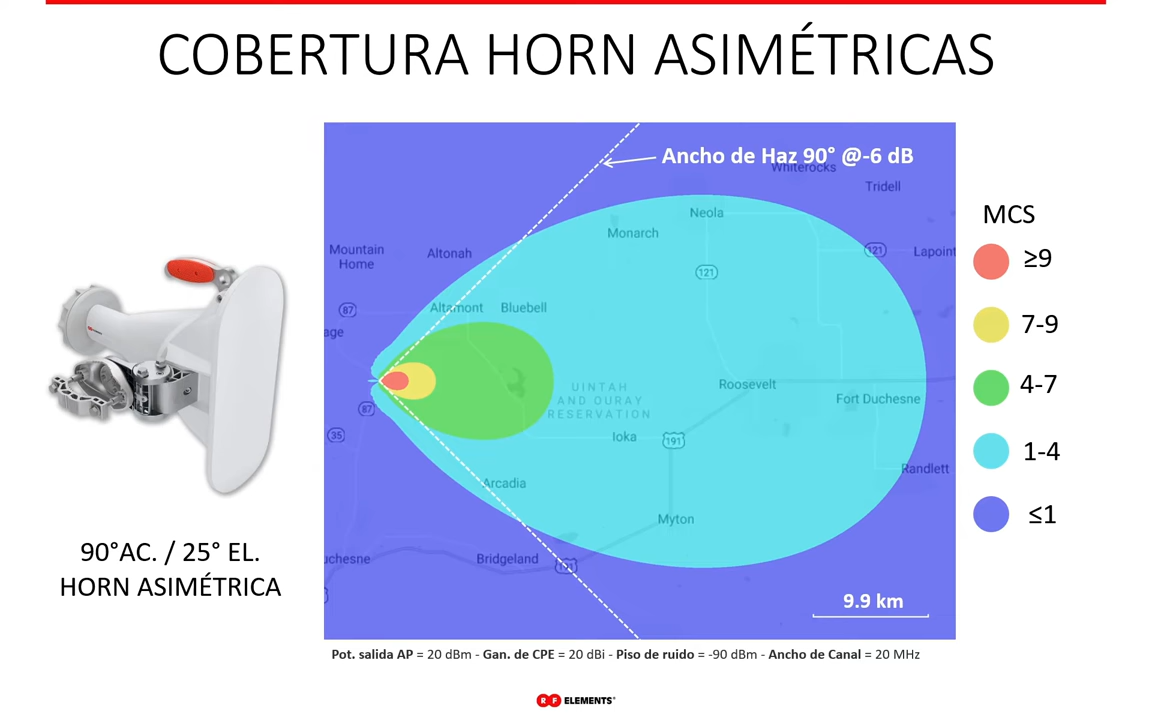 COBERTURA HORN ASIMÉTRICAS
Ancho de Haz 90° @-6 dB
Whiterocks
Tridell
Neola
Monarch
Mountain
Home
Altonah
121
Lapoint
121
87
Altamont
Bluebell
age
UINTAH
AND OURAY
RESERVATION
Roosevelt
Fort Duchesne
87
35
Ioka
191
Randlett
Arcadia
Myton
uchesne
Bridgeland
191
9.9 km
MCS
≥9
7-9
4-7
1-4
≤1
RF ELEMENTS
90°AC. / 25° EL.
HORN ASIMÉTRICA
Pot. salida AP = 20 dBm - Gan. de CPE = 20 dBi - Piso de ruido = -90 dBm - Ancho de Canal = 20 MHz
RF ELEMENTS®